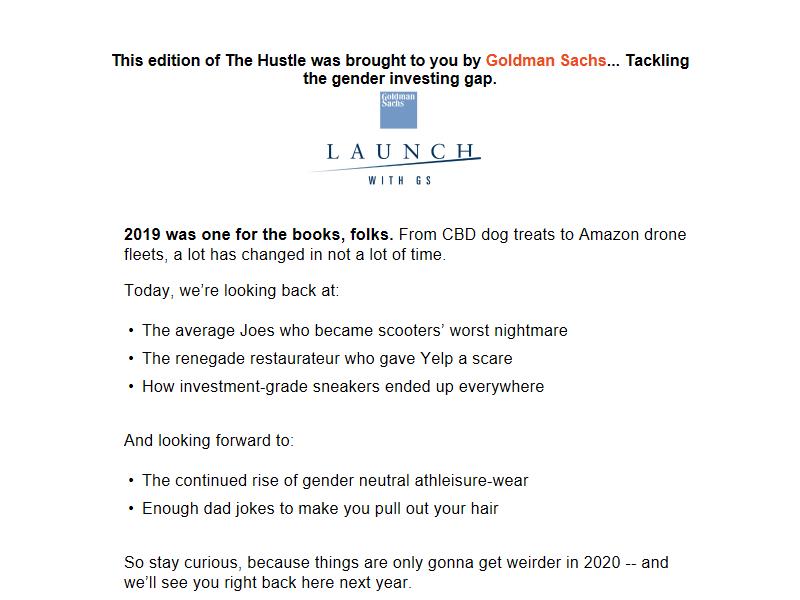 This edition of The Hustle was brought to you by Goldman Sachs... Tackling
the gender investing gap.
Goldman
Sachs
LAUNCH
WITH GS
2019 was one for the books, folks. From CBD dog treats to Amazon drone
fleets, a lot has changed in not a lot of time.
Today, we’re looking back at:
• The average Joes who became scooters’ worst nightmare
• The renegade restaurateur who gave Yelp a scare
• How investment-grade sneakers ended up everywhere
And looking forward to:
• The continued rise of gender neutral athleisure-wear
• Enough dad jokes to make you pull out your hair
So stay curious, because things are only gonna get weirder in 2020 -- and
we’ll see you right back here next year.